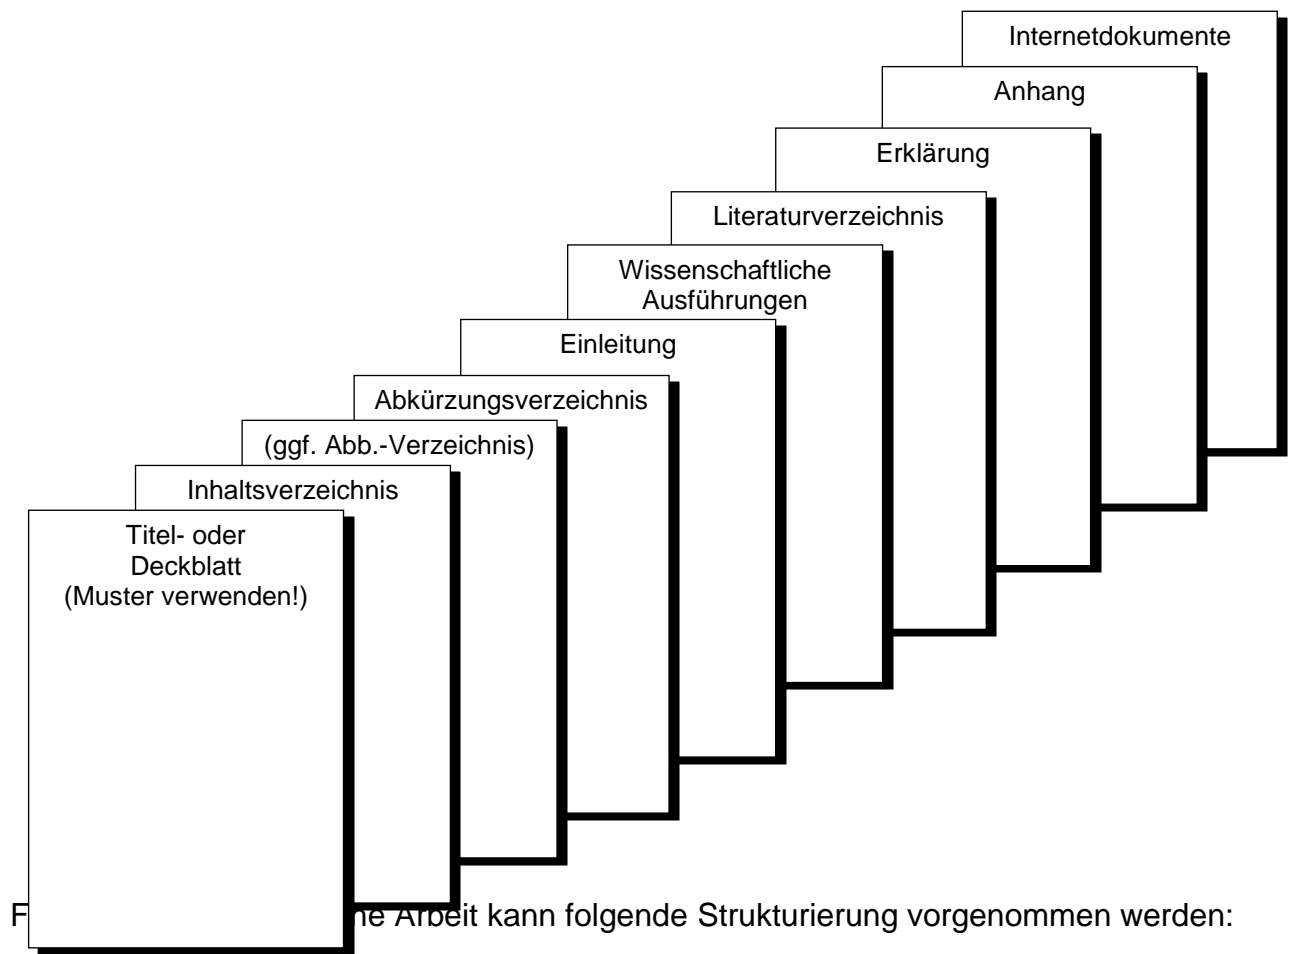 Internetdokumente
Anhang
Erklärung
Literaturverzeichnis
Wissenschaftliche
Ausführungen
Einleitung
Abkürzungsverzeichnis
(ggf. Abb.-Verzeichnis)
Inhaltsverzeichnis
Titel- oder
Deckblatt
(Muster verwenden!)
Arbeit kann folgende Strukturierung vorgenommen werden: